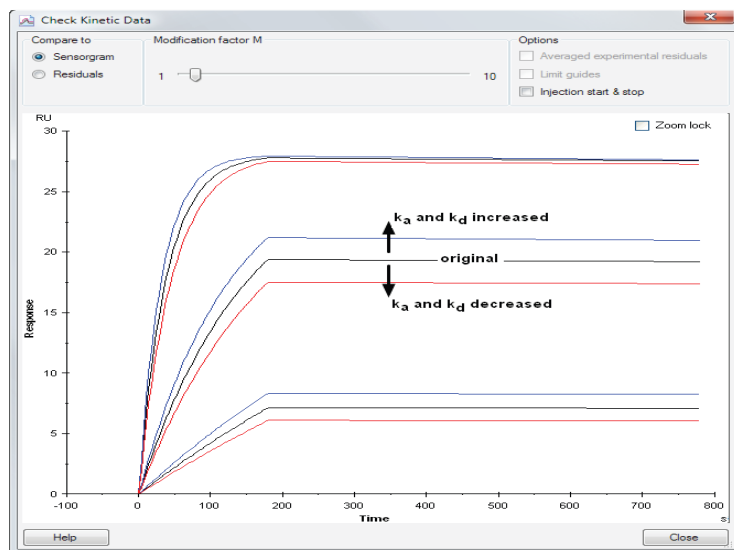 Check Kinetic Data
Compare to
Sensorgram
Residuals
Modification factor M
1
10
Options
Averaged experimental residuals
Limit guides
Injection start & stop
RU
Zoom lock
30
25
20
15
10
5
0
Response
ka and kd increased
original
ka and kd decreased
-100 0 100 200 300 400 500 600 700 800
Time
s
Help
Close